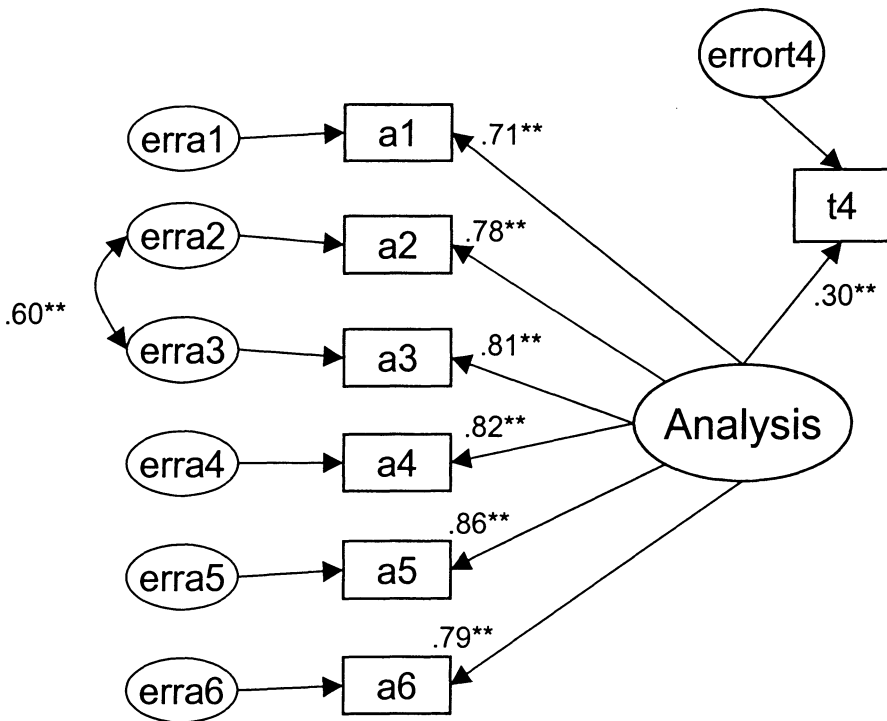 errort4
erra1
a1
.71**
t4
erra2
a2
.78**
.30**
.60**
erra3
a3
.81**
Analysis
erra4
a4
.82**
erra5
a5
.86**
erra6
a6
.79**